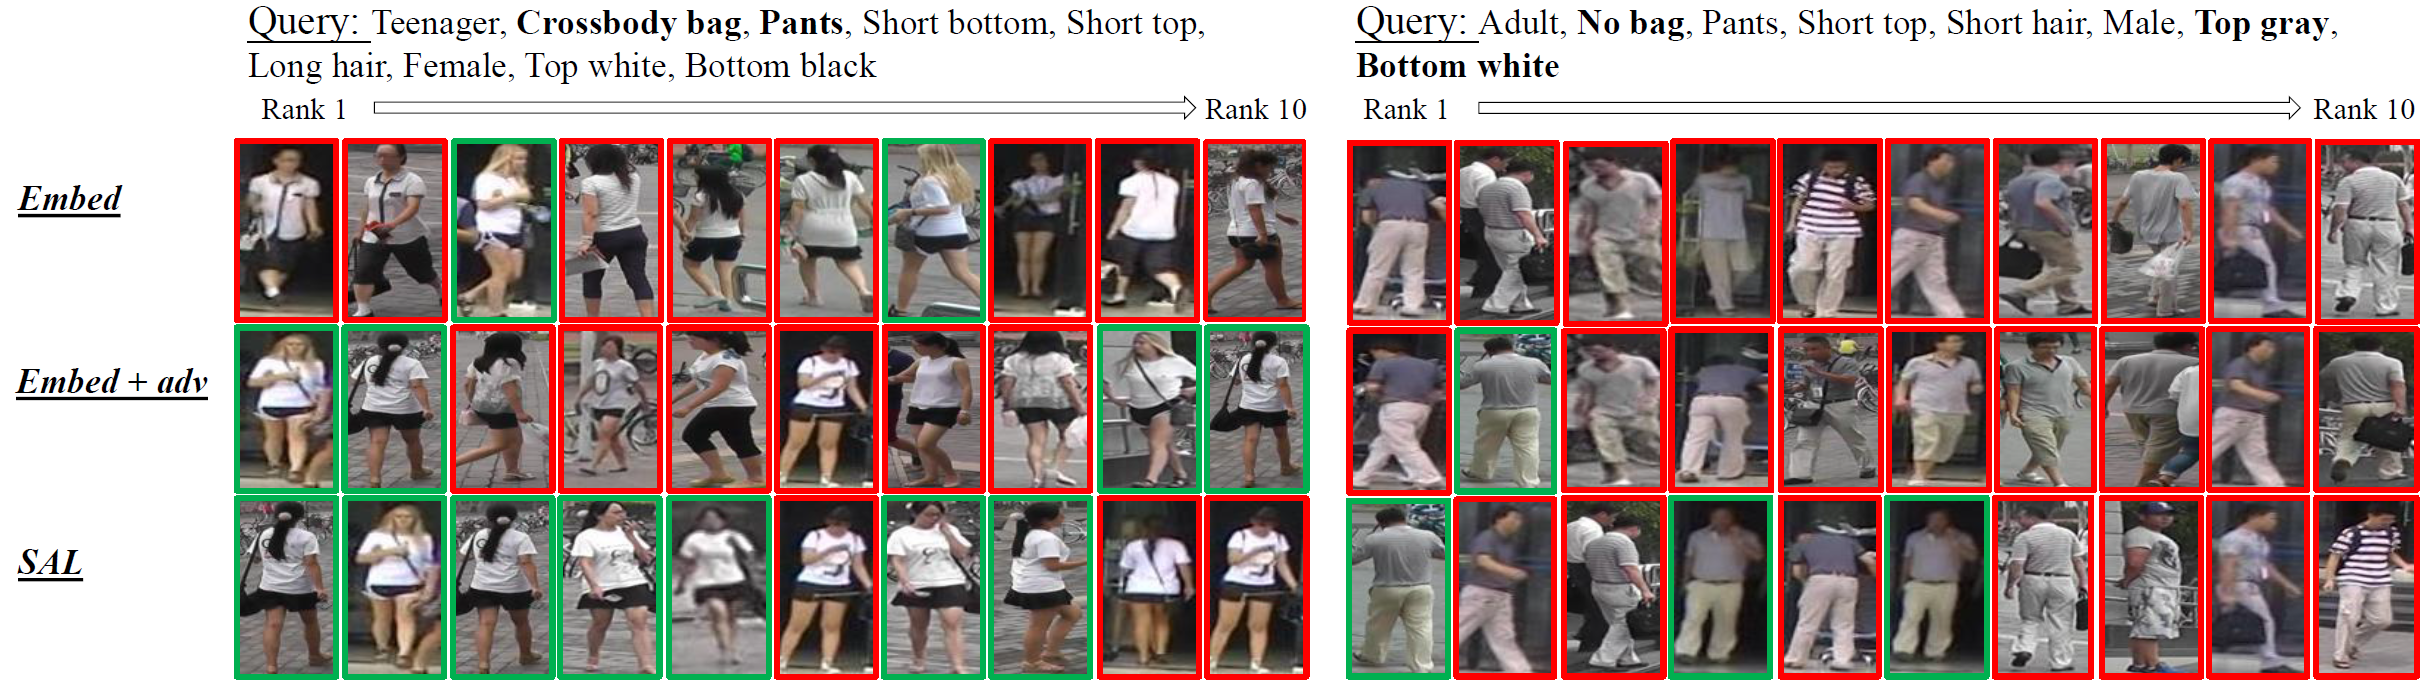 Query: Teenager, Crossbody bag, Pants, Short bottom, Short top,
Long hair, Female, Top white, Bottom black
Rank 1
Rank 10
Query: Adult, No bag, Pants, Short top, Short hair, Male, Top gray,
Bottom white
Rank 1
Rank 10
Embed
Embed + adv
SAL